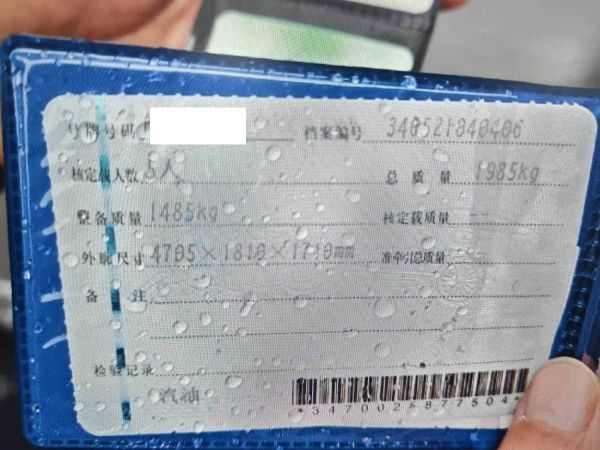 号牌号码 档案编号 340521840406
核定载人数 5人 总质量 1985kg
整备质量 1485kg 核定载质量 --
外廓尺寸 4705×1810×1710mm 准牵引总质量
备注
检验记录
汽油
*3470025877504*